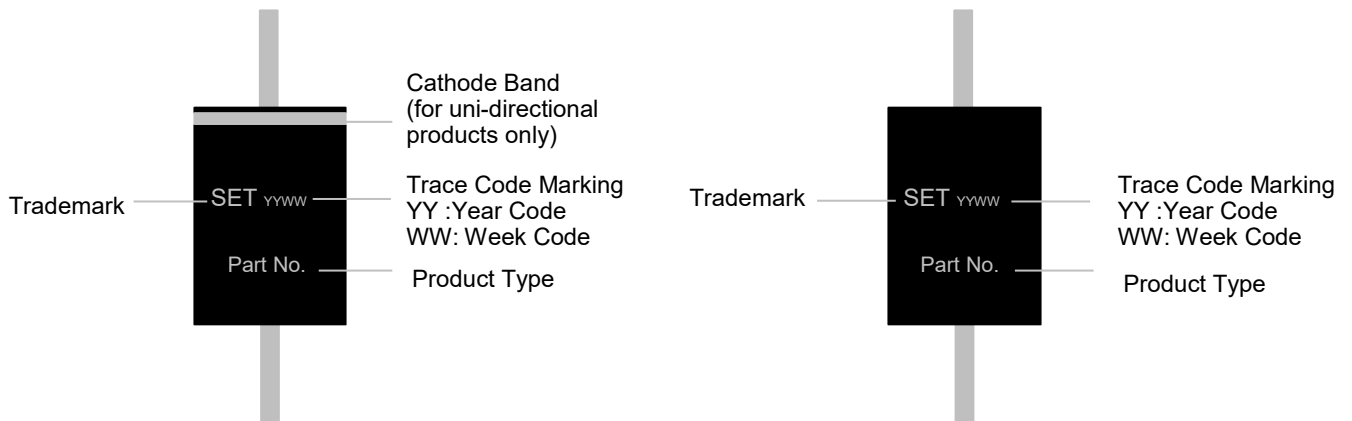 Cathode Band
(for uni-directional
products only)
Trademark
SET YYWW
Trace Code Marking
YY :Year Code
WW: Week Code
Part No.
Product Type
Trademark
SET YYWW
Trace Code Marking
YY :Year Code
WW: Week Code
Part No.
Product Type